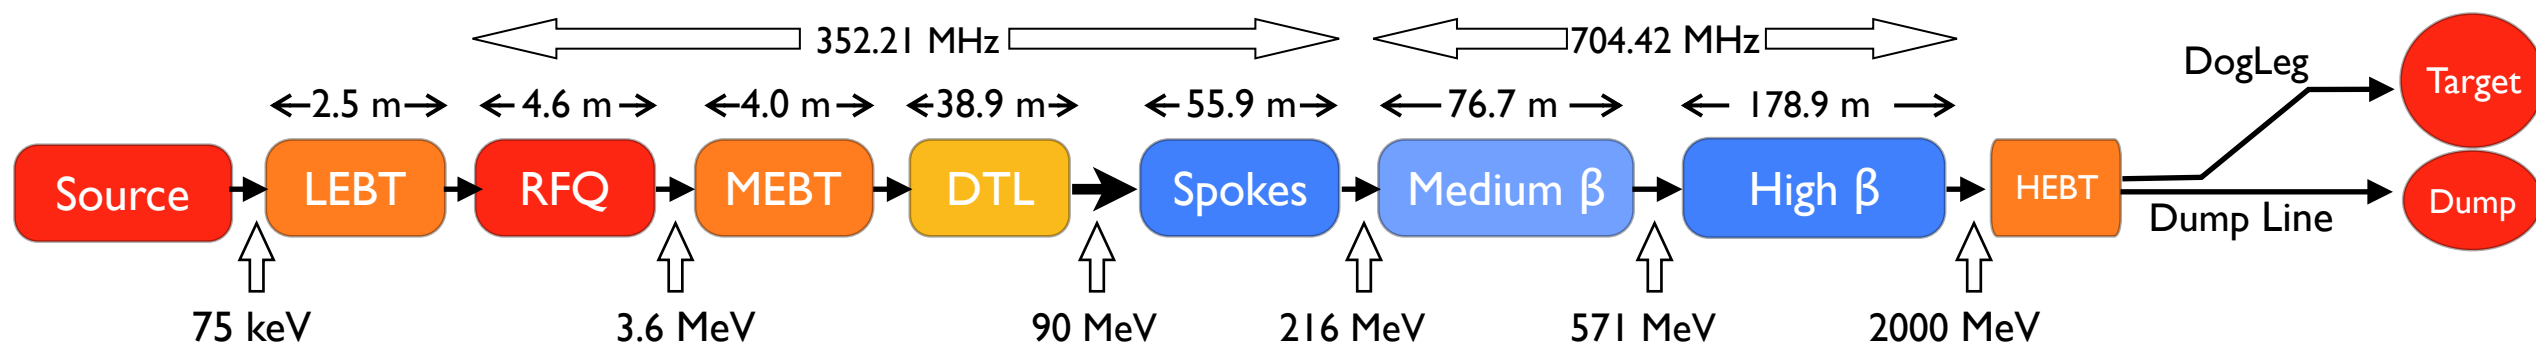 352.21 MHz
704.42 MHz
2.5 m
4.6 m
4.0 m
38.9 m
55.9 m
76.7 m
178.9 m
DogLeg
Target
Source
LEBT
RFQ
MEBT
DTL
Spokes
Medium β
High β
HEBT
Dump Line
Dump
75 keV
3.6 MeV
90 MeV
216 MeV
571 MeV
2000 MeV